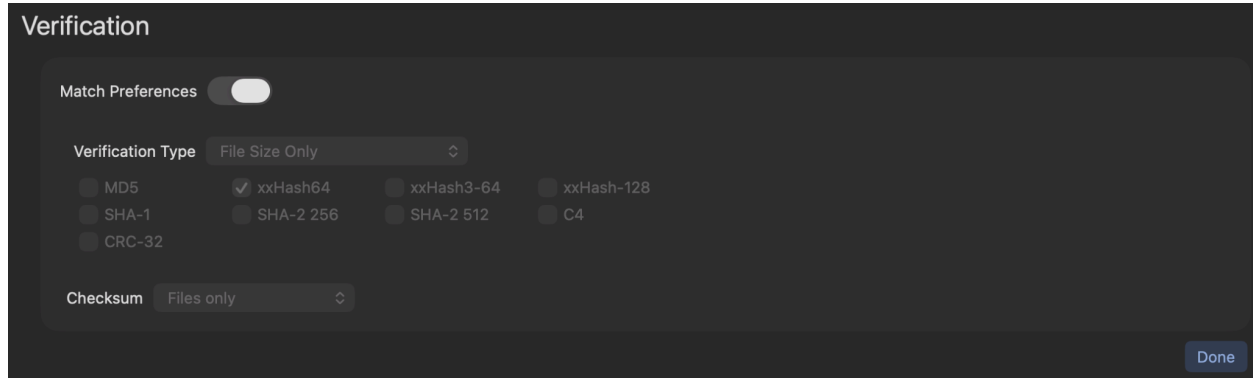 Verification
Match Preferences
Verification Type File Size Only
MD5 xxHash64 xxHash3-64 xxHash-128
SHA-1 SHA-2 256 SHA-2 512 C4
CRC-32
Checksum Files only
Done